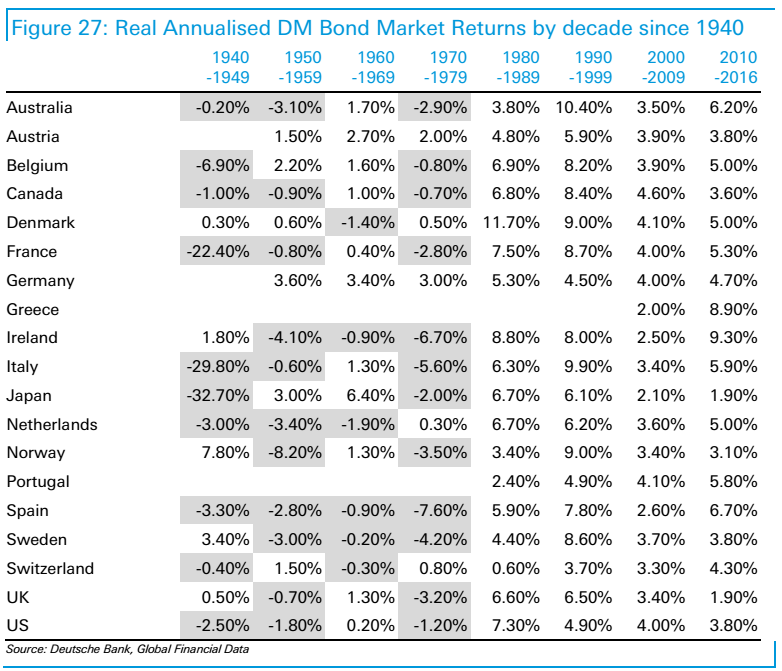 Figure 27: Real Annualised DM Bond Market Returns by decade since 1940
1940 1950 1960 1970 1980 1990 2000 2010
-1949 -1959 -1969 -1979 -1989 -1999 -2009 -2016
Australia -0.20% -3.10% 1.70% -2.90% 3.80% 10.40% 3.50% 6.20%
Austria 1.50% 2.70% 2.00% 4.80% 5.90% 3.90% 3.80%
Belgium -6.90% 2.20% 1.60% -0.80% 6.90% 8.20% 3.90% 5.00%
Canada -1.00% -0.90% 1.00% -0.70% 6.80% 8.40% 4.60% 3.60%
Denmark 0.30% 0.60% -1.40% 0.50% 11.70% 9.00% 4.10% 5.00%
France -22.40% -0.80% 0.40% -2.80% 7.50% 8.70% 4.00% 5.30%
Germany 3.60% 3.40% 3.00% 5.30% 4.50% 4.00% 4.70%
Greece 2.00% 8.90%
Ireland 1.80% -4.10% -0.90% -6.70% 8.80% 8.00% 2.50% 9.30%
Italy -29.80% -0.60% 1.30% -5.60% 6.30% 9.90% 3.40% 5.90%
Japan -32.70% 3.00% 6.40% -2.00% 6.70% 6.10% 2.10% 1.90%
Netherlands -3.00% -3.40% -1.90% 0.30% 6.70% 6.20% 3.60% 5.00%
Norway 7.80% -8.20% 1.30% -3.50% 3.40% 9.00% 3.40% 3.10%
Portugal 2.40% 4.90% 4.10% 5.80%
Spain -3.30% -2.80% -0.90% -7.60% 5.90% 7.80% 2.60% 6.70%
Sweden 3.40% -3.00% -0.20% -4.20% 4.40% 8.60% 3.70% 3.80%
Switzerland -0.40% 1.50% -0.30% 0.80% 0.60% 3.70% 3.30% 4.30%
UK 0.50% -0.70% 1.30% -3.20% 6.60% 6.50% 3.40% 1.90%
US -2.50% -1.80% 0.20% -1.20% 7.30% 4.90% 4.00% 3.80%
Source: Deutsche Bank, Global Financial Data